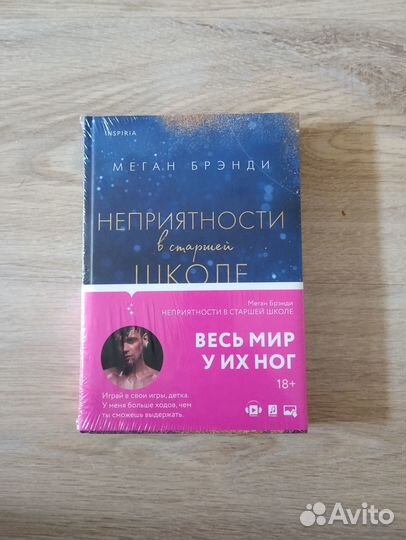 INSPIRIA
МЕГАН БРЭНДИ
НЕПРИЯТНОСТИ
в старшей
ШКОЛЕ
Меган Брэнди
НЕПРИЯТНОСТИ В СТАРШЕЙ ШКОЛЕ
ВЕСЬ МИР
У ИХ НОГ
18+
Играй в свои игры, детка.
У меня больше ходов, чем
ты сможешь выдержать.
Avito